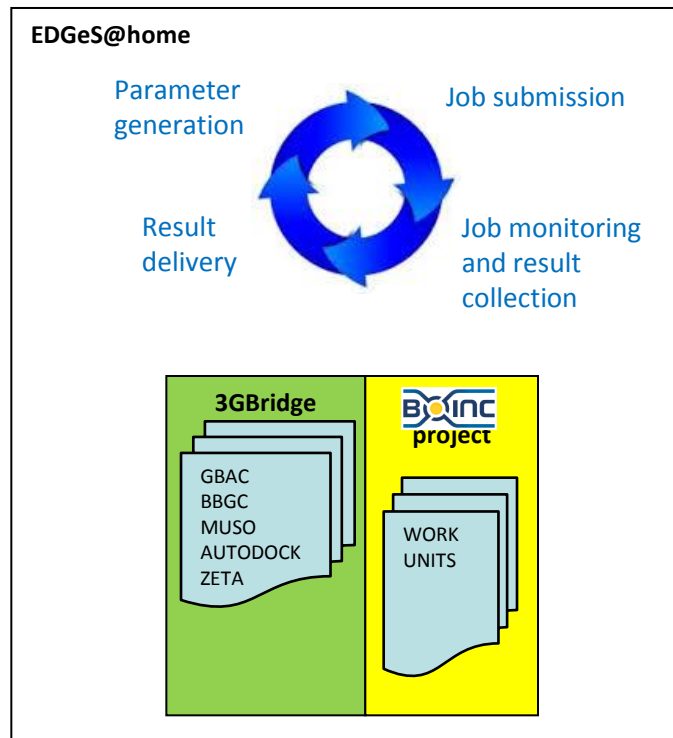 EDGeS@home
Parameter
generation
Job submission
Result
delivery
Job monitoring
and result
collection
3GBridge
GBAC
BBGC
MUSO
AUTODOCK
ZETA
BOINC
project
WORK
UNITS